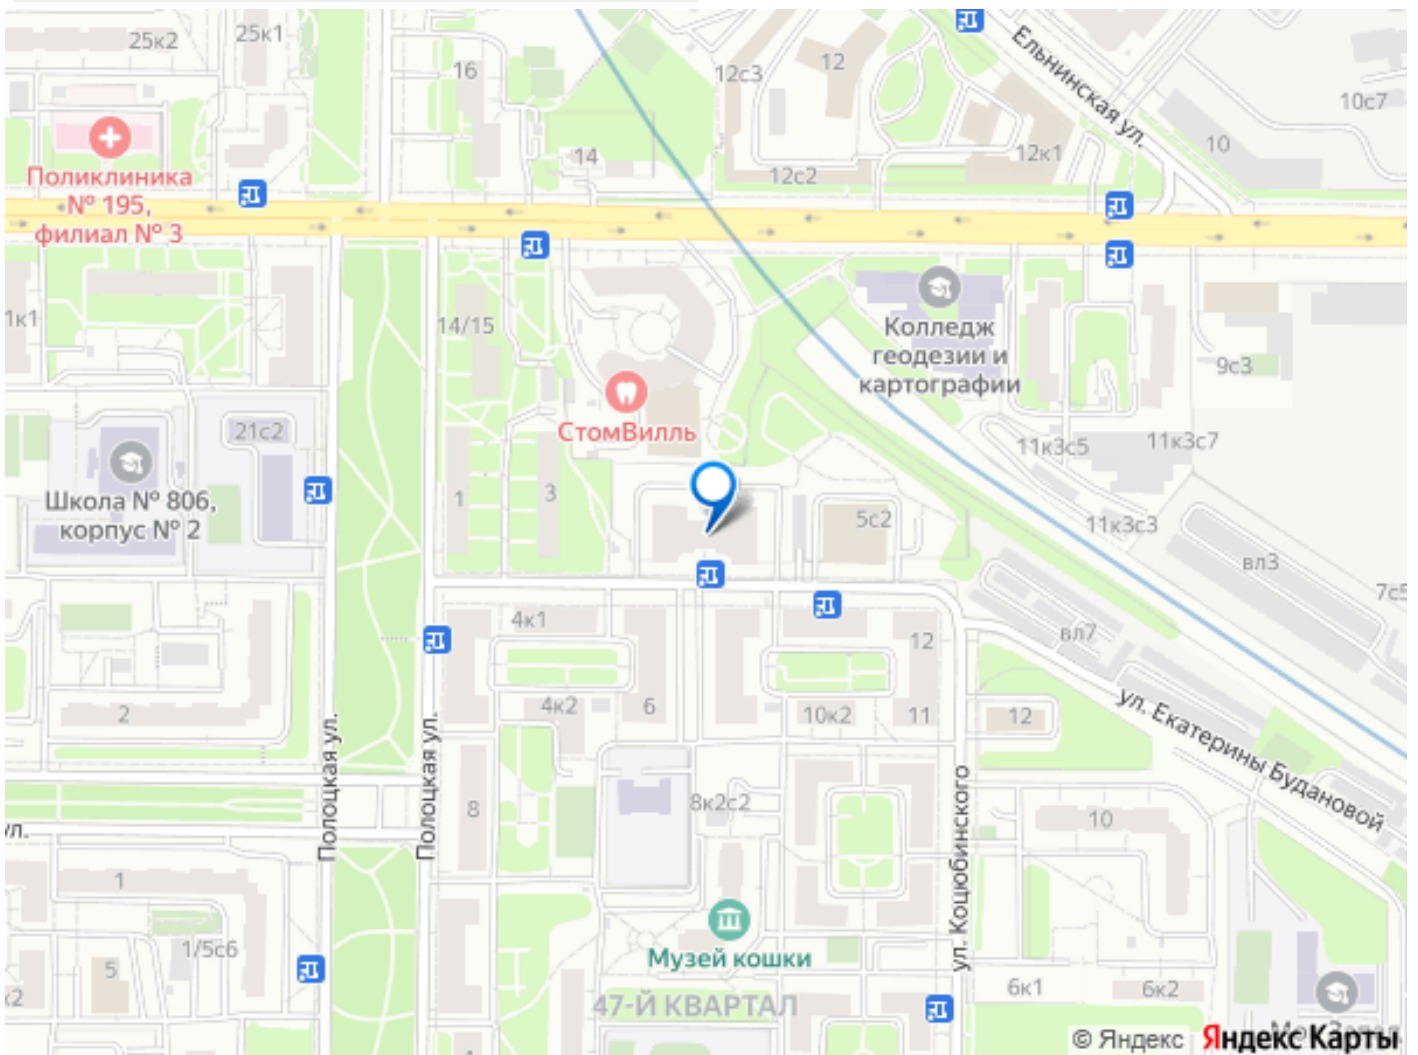 25к2
25к1
16
12с3
12
Ельнинская ул.
10с7
10
12к1
14
12с2
Поликлиника
№ 195,
филиал № 3
1к1
14/15
Колледж
геодезии и
картографии
9с3
СтомВилль
21с2
11к3с5
11к3с7
Школа № 806,
корпус № 2
1
3
5с2
11к3с3
вл3
7с5
4к1
12
вл7
2
4к2
6
10к2
11
12
ул. Екатерины Будановой
Полоцкая ул.
Полоцкая ул.
8
8к2с2
10
ул.
ул. Коцюбинского
1
1/5с6
5
к2
Музей кошки
47-Й КВАРТАЛ
6к1
6к2
© Яндекс
Яндекс Карты